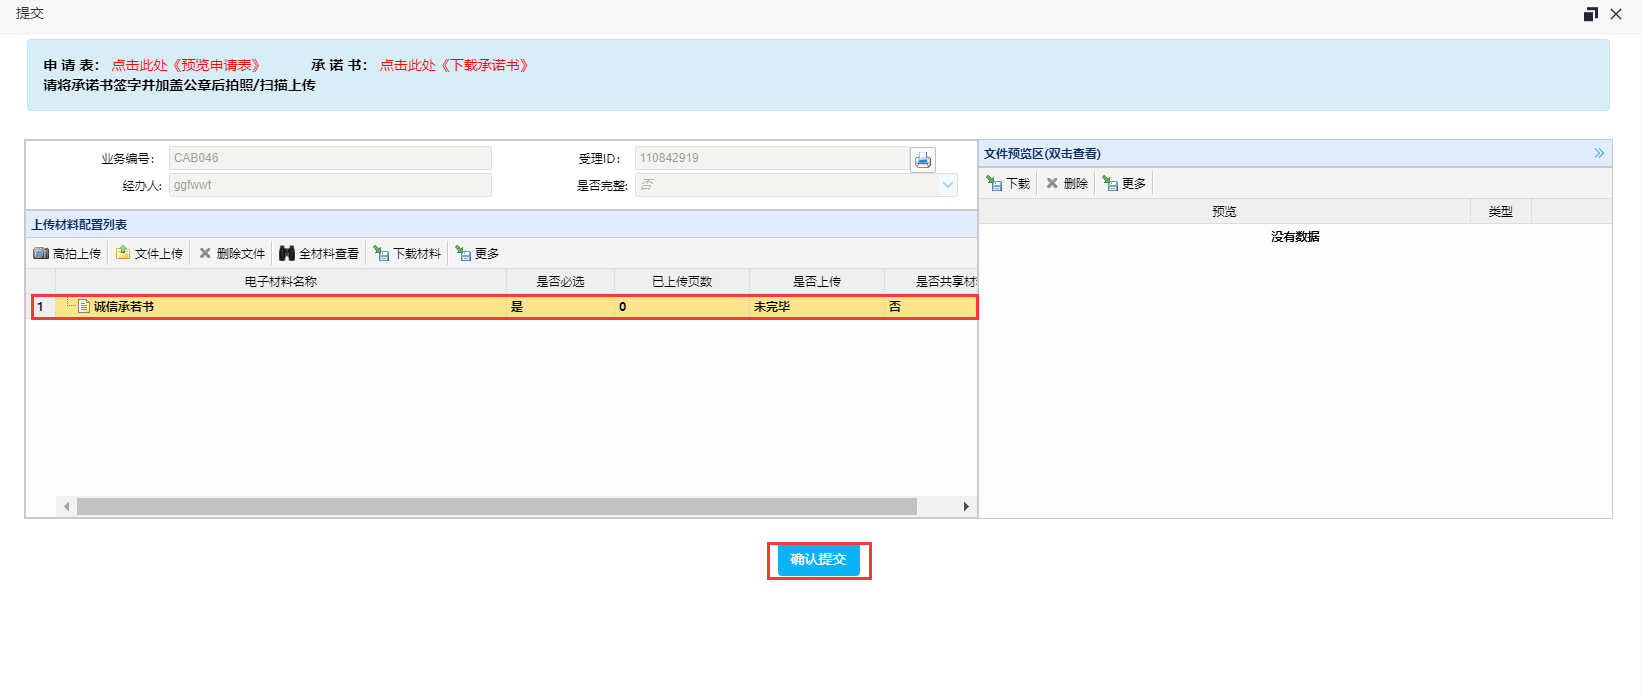 提交
申 请 表： 点击此处《预览申请表》 承 诺 书： 点击此处《下载承诺书》
请将承诺书签字并加盖公章后拍照/扫描上传
业务编号： CAB046 受理ID： 110842919
经办人： ggfwwt 是否完整： 否
上传材料配置列表
高拍上传 文件上传 删除文件 全材料查看 下载材料 更多
电子材料名称 是否必选 已上传页数 是否上传 是否共享材
1 诚信承若书 是 0 未完毕 否
文件预览区(双击查看)
下载 删除 更多
预览 类型
没有数据
确认提交